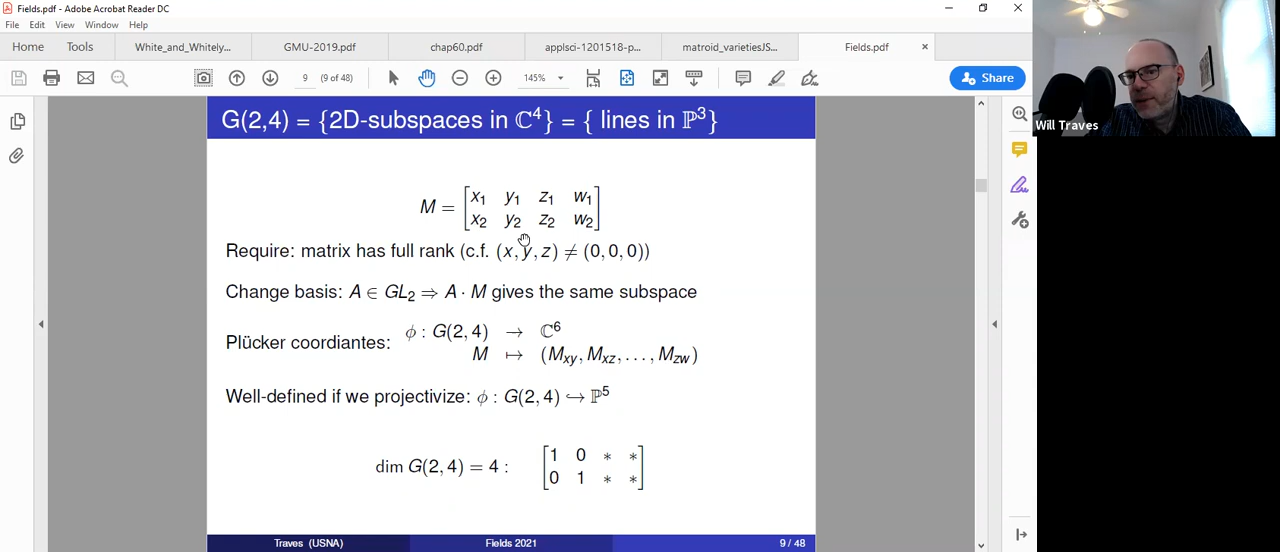 Fields.pdf - Adobe Acrobat Reader DC
File Edit View Window Help
Home Tools White_and_Whitely... GMU-2019.pdf chap60.pdf applsci-1201518-p... matroid_varietiesJS... Fields.pdf ×
9 (9 of 48) 145% Share
G(2,4) = {2D-subspaces in ℂ⁴} = { lines in ℙ³}
M = [x₁ y₁ z₁ w₁
x₂ y₂ z₂ w₂]
Require: matrix has full rank (c.f. (x, y, z) ≠ (0, 0, 0))
Change basis: A ∈ GL₂ ⇒ A · M gives the same subspace
Plücker coordiantes: ϕ : G(2, 4) → ℂ⁶
M ↦ (M_xy, M_xz, . . . , M_zw)
Well-defined if we projectivize: ϕ : G(2, 4) ↪ ℙ⁵
dim G(2, 4) = 4 : [1 0 * *
0 1 * *]
Traves (USNA) Fields 2021 9 / 48
Will Traves